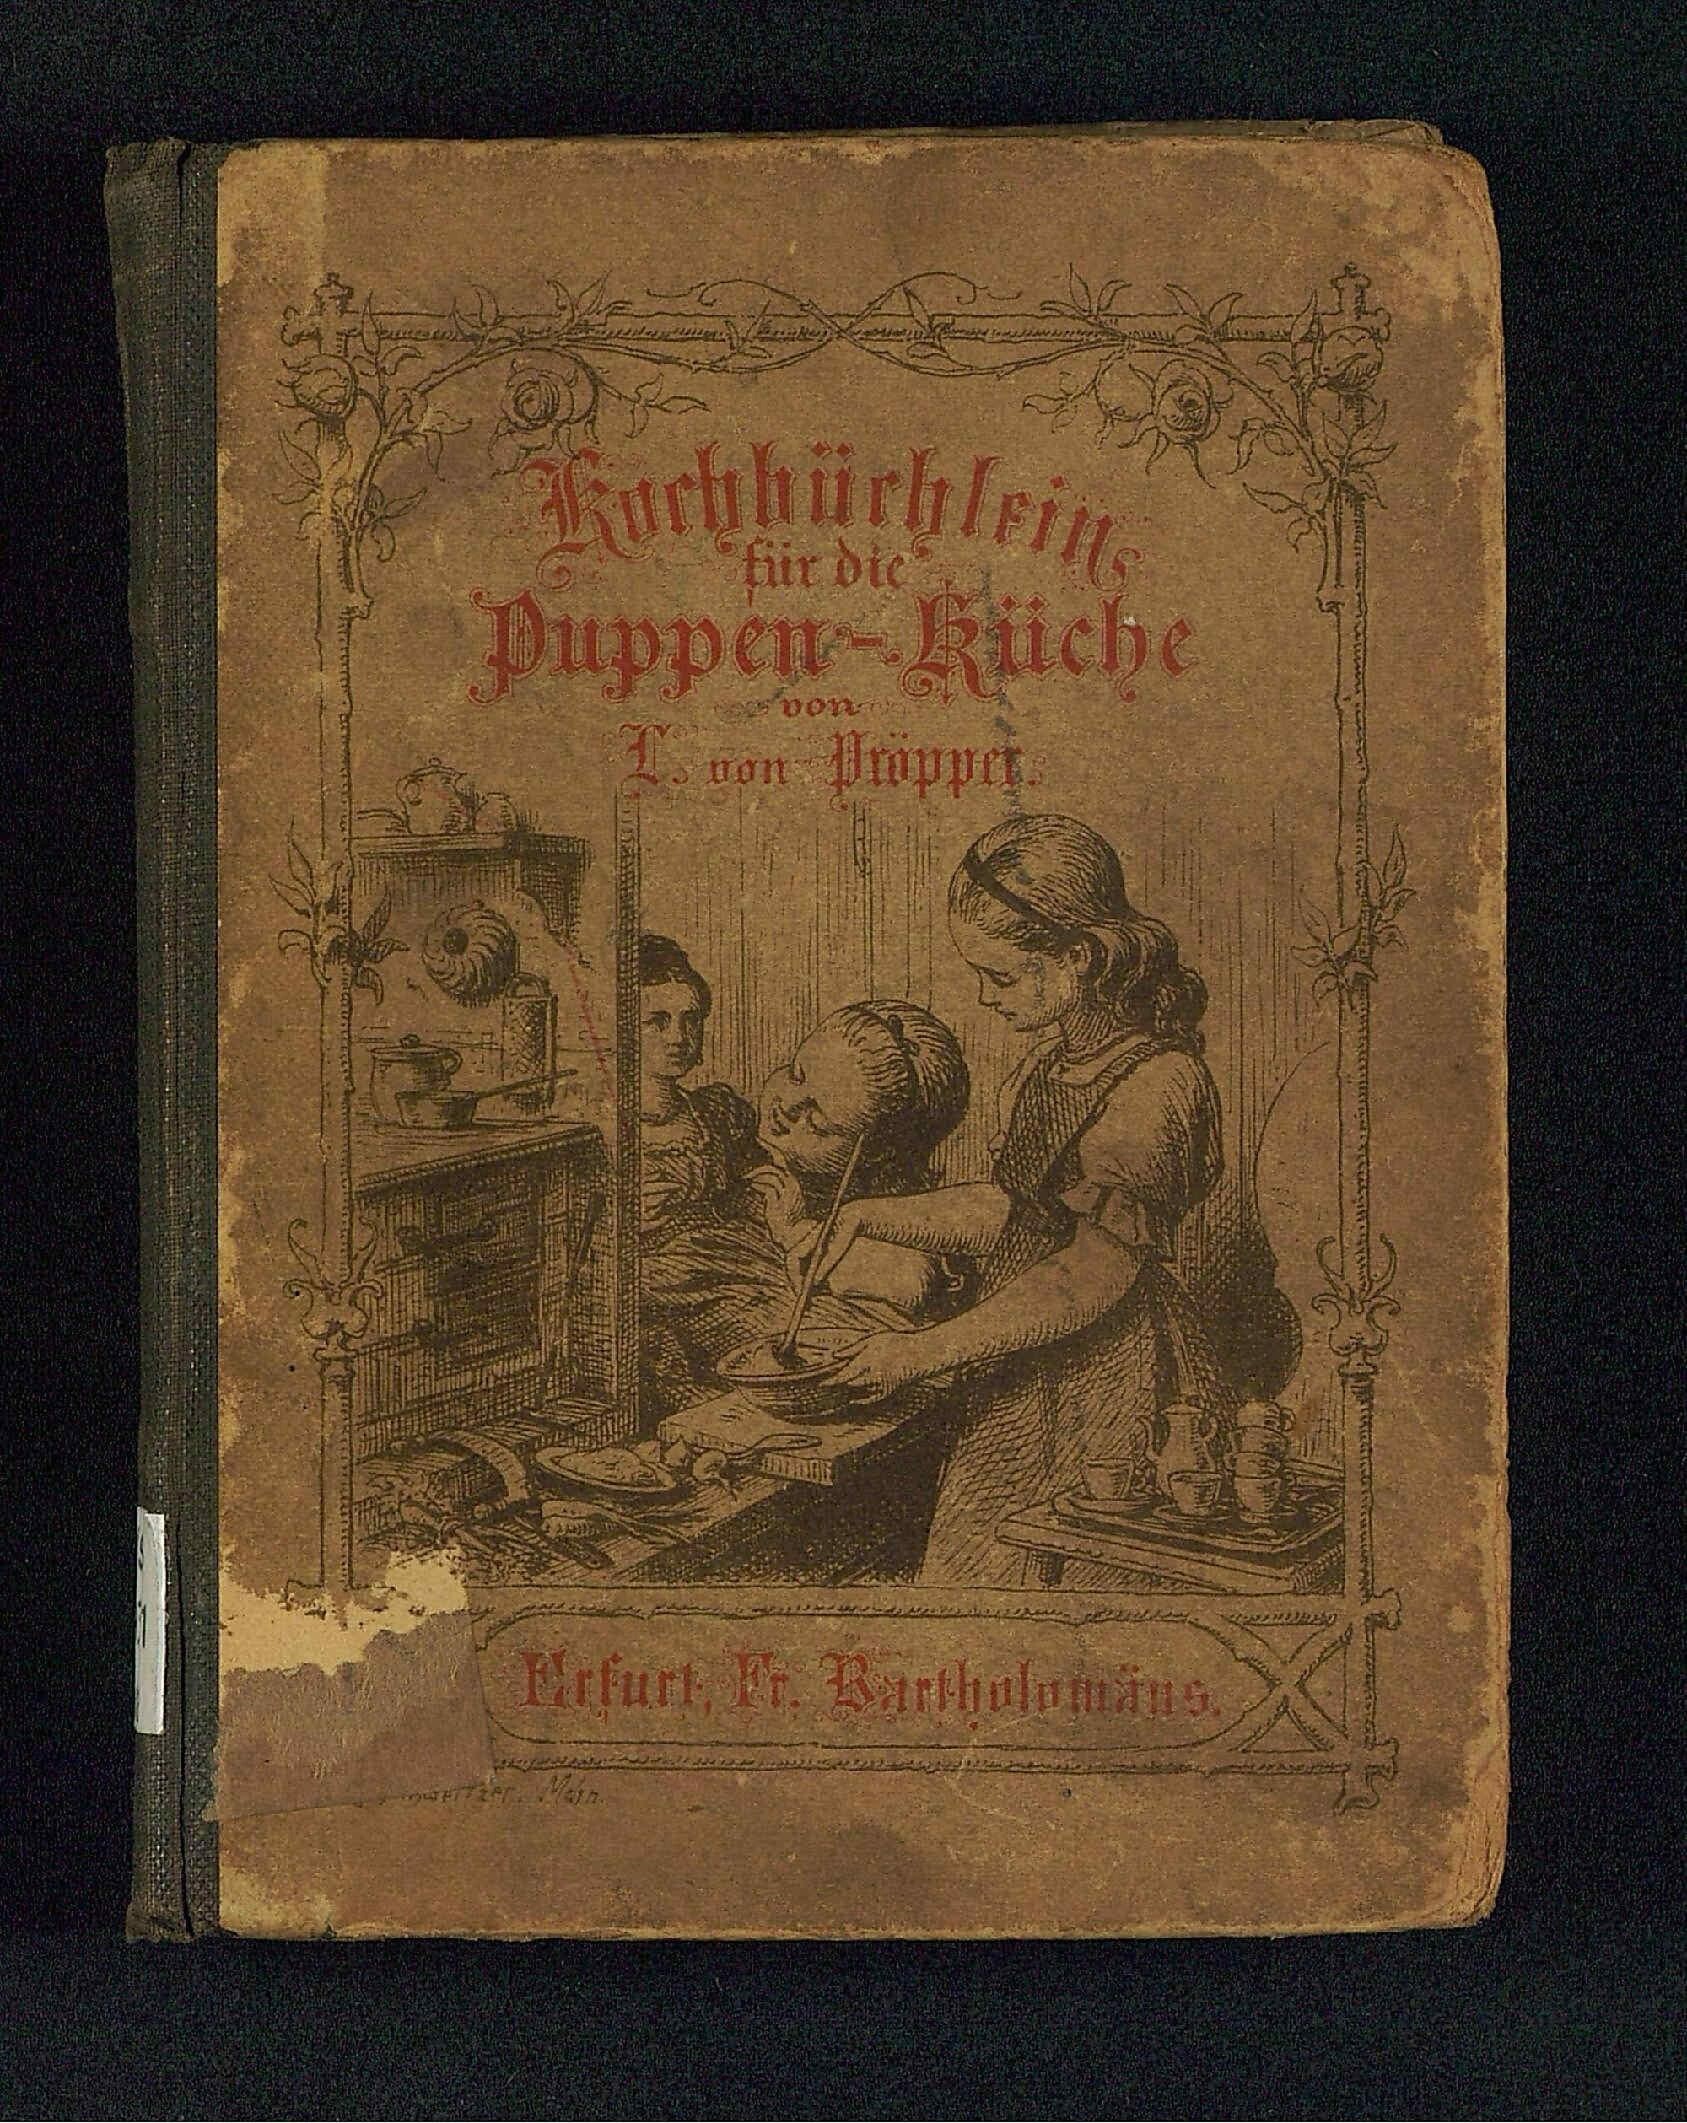 Kochbüchlein
für die
Puppen-Küche
von
L. von Pröpper.
Erfurt, Fr. Bartholomäus.